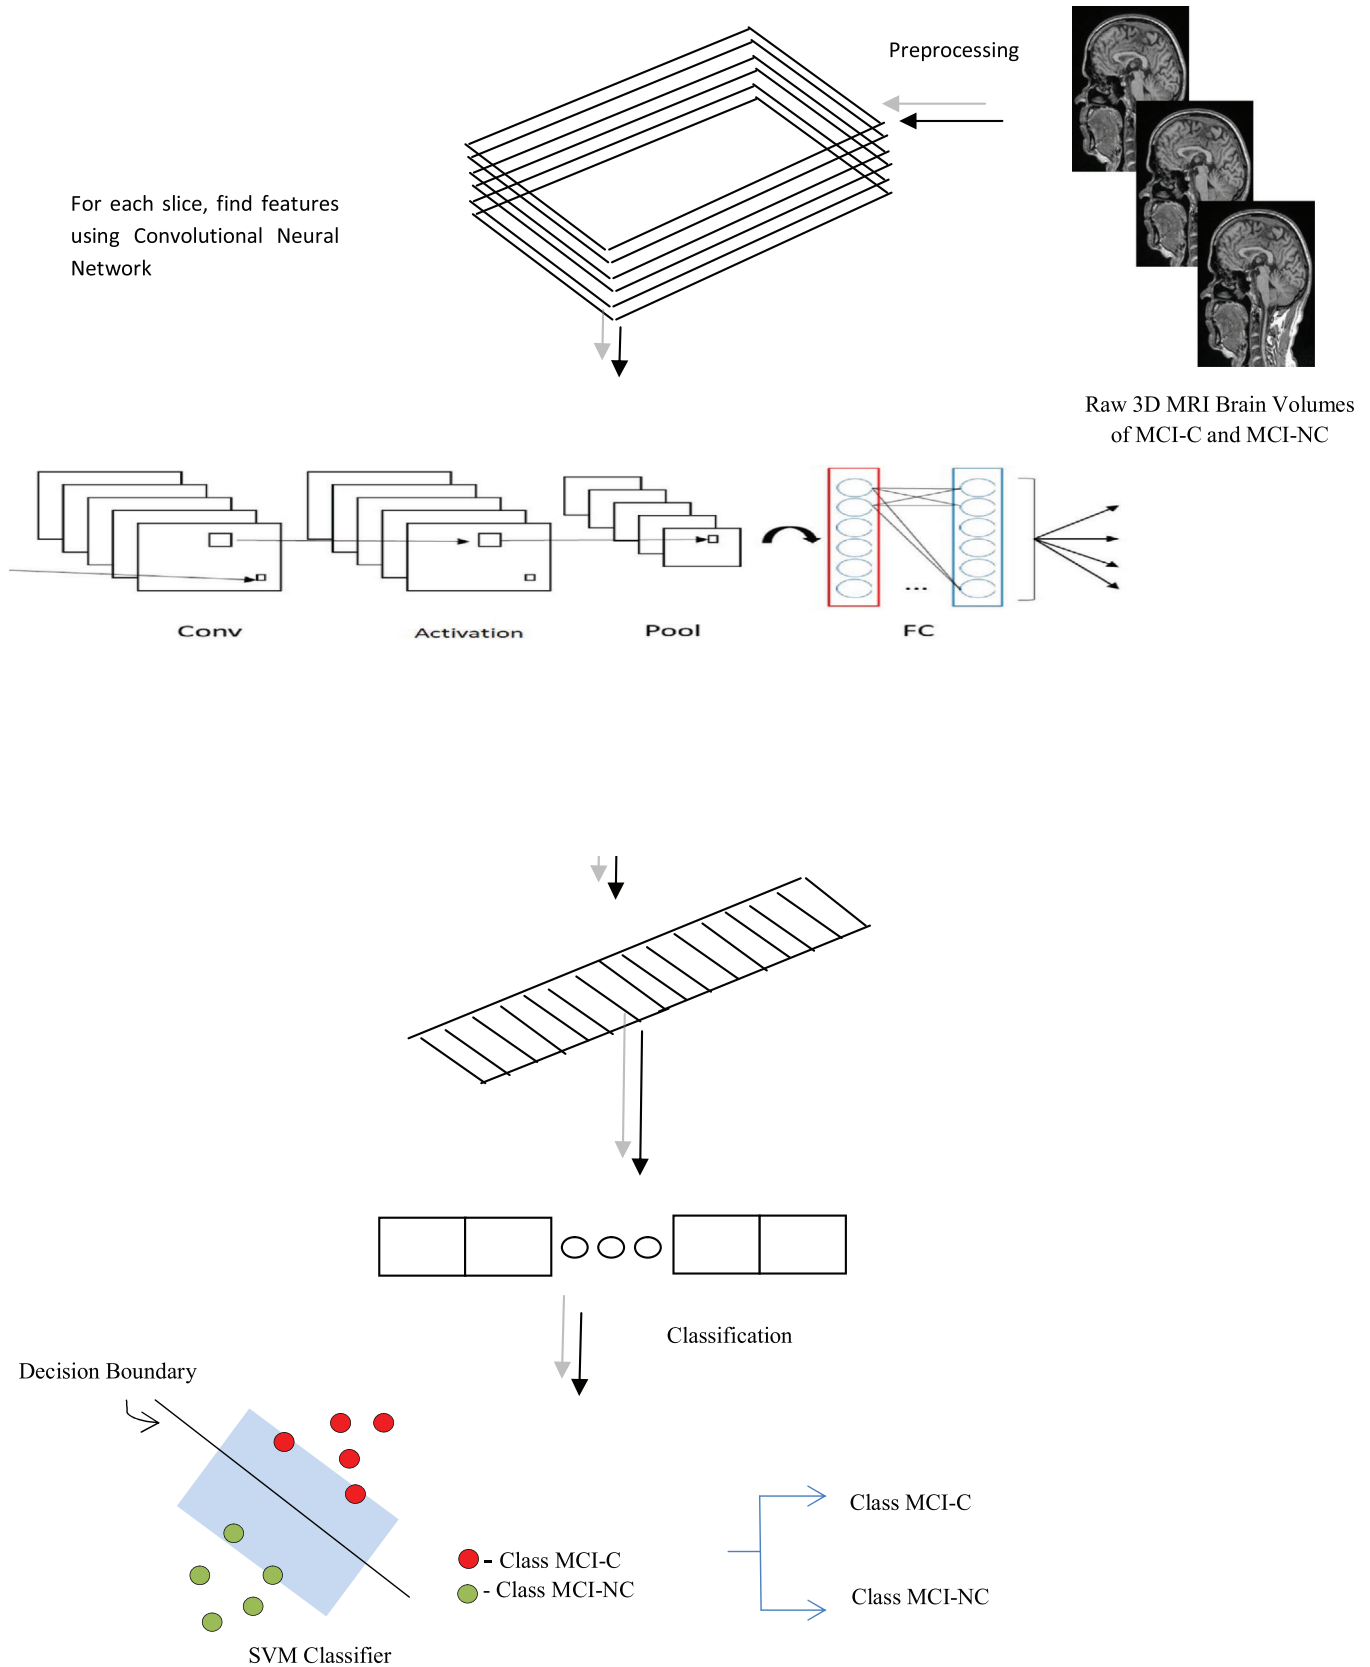 Preprocessing
For each slice, find features
using Convolutional Neural
Network
Raw 3D MRI Brain Volumes
of MCI-C and MCI-NC
...
Conv
Activation
Pool
FC
Classification
Decision Boundary
- Class MCI-C
- Class MCI-NC
SVM Classifier
Class MCI-C
Class MCI-NC